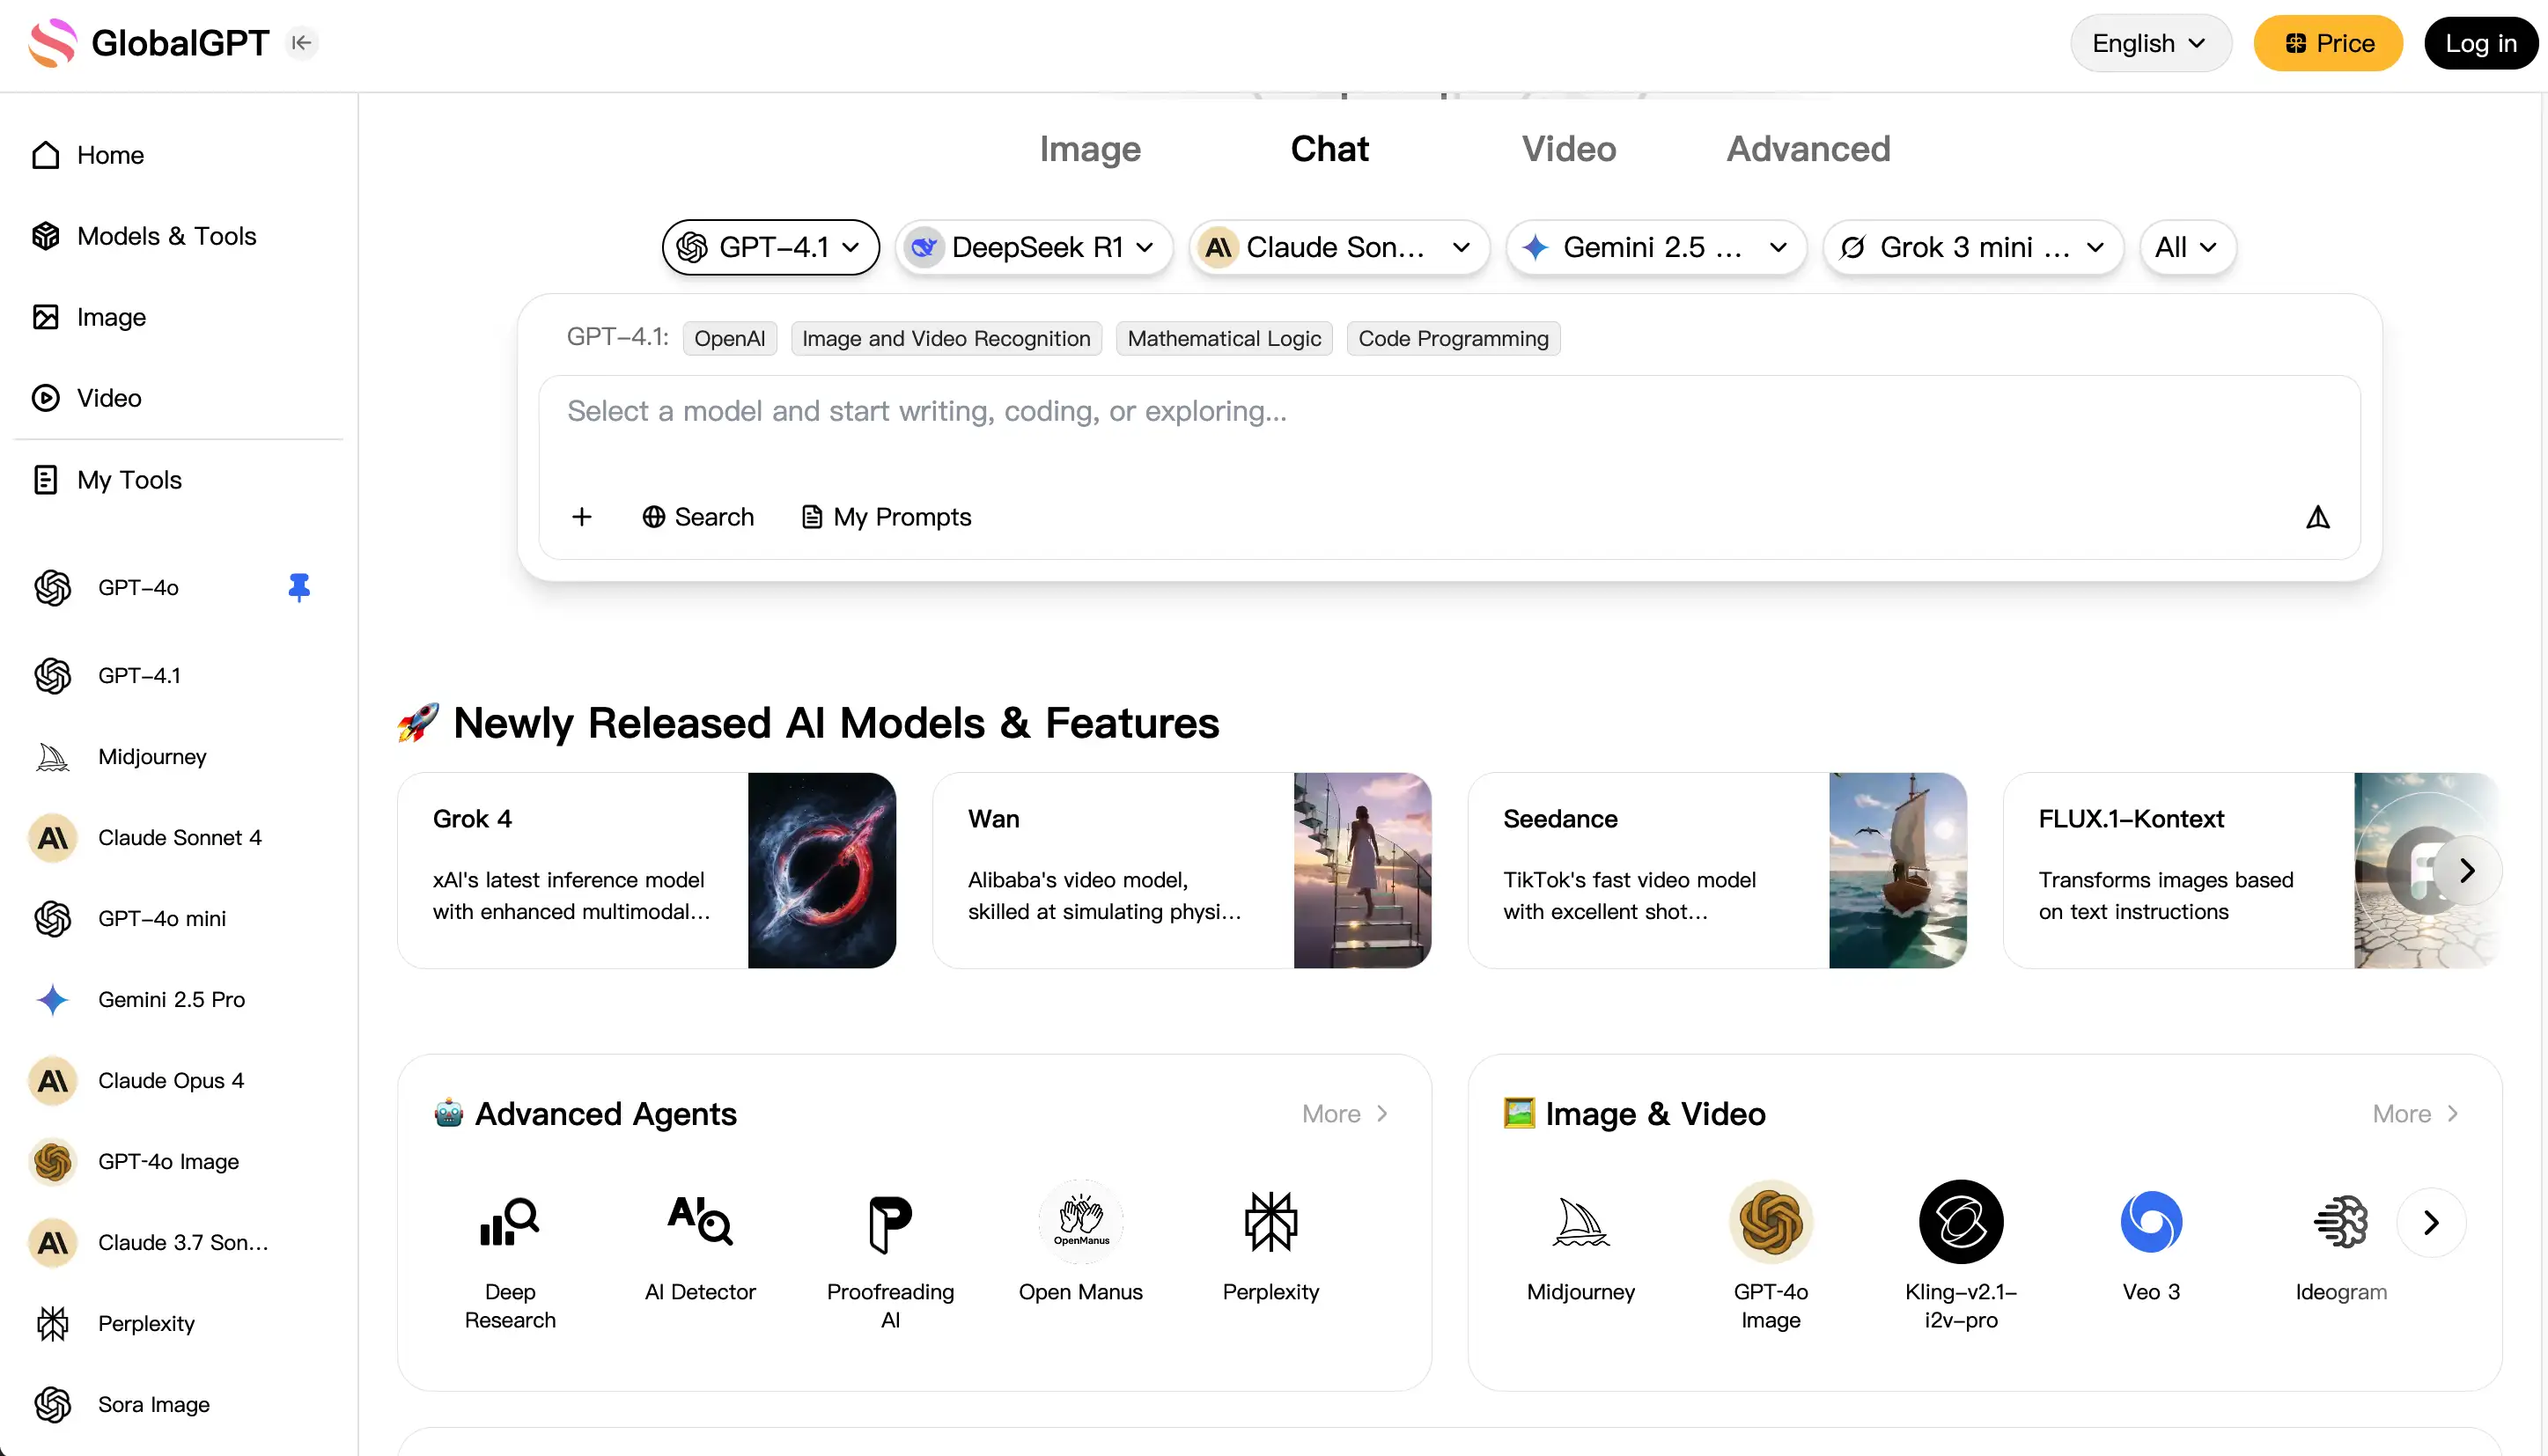 GlobalGPT
English
Price
Log in
Home
Models & Tools
Image
Video
My Tools
GPT-4o
GPT-4.1
Midjourney
Claude Sonnet 4
GPT-4o mini
Gemini 2.5 Pro
Claude Opus 4
GPT-4o Image
Claude 3.7 Son...
Perplexity
Sora Image
Image
Chat
Video
Advanced
GPT-4.1
DeepSeek R1
Claude Son...
Gemini 2.5 ...
Grok 3 mini ...
All
GPT-4.1:
OpenAI
Image and Video Recognition
Mathematical Logic
Code Programming
Select a model and start writing, coding, or exploring...
Search
My Prompts
Newly Released AI Models & Features
Grok 4
xAI's latest inference model
with enhanced multimodal...
Wan
Alibaba's video model,
skilled at simulating physi...
Seedance
TikTok's fast video model
with excellent shot...
FLUX.1-Kontext
Transforms images based
on text instructions
Advanced Agents
More
Deep
Research
AI Detector
Proofreading
AI
OpenManus
Open Manus
Perplexity
Image & Video
More
Midjourney
GPT-4o
Image
Kling-v2.1-
i2v-pro
Veo 3
Ideogram